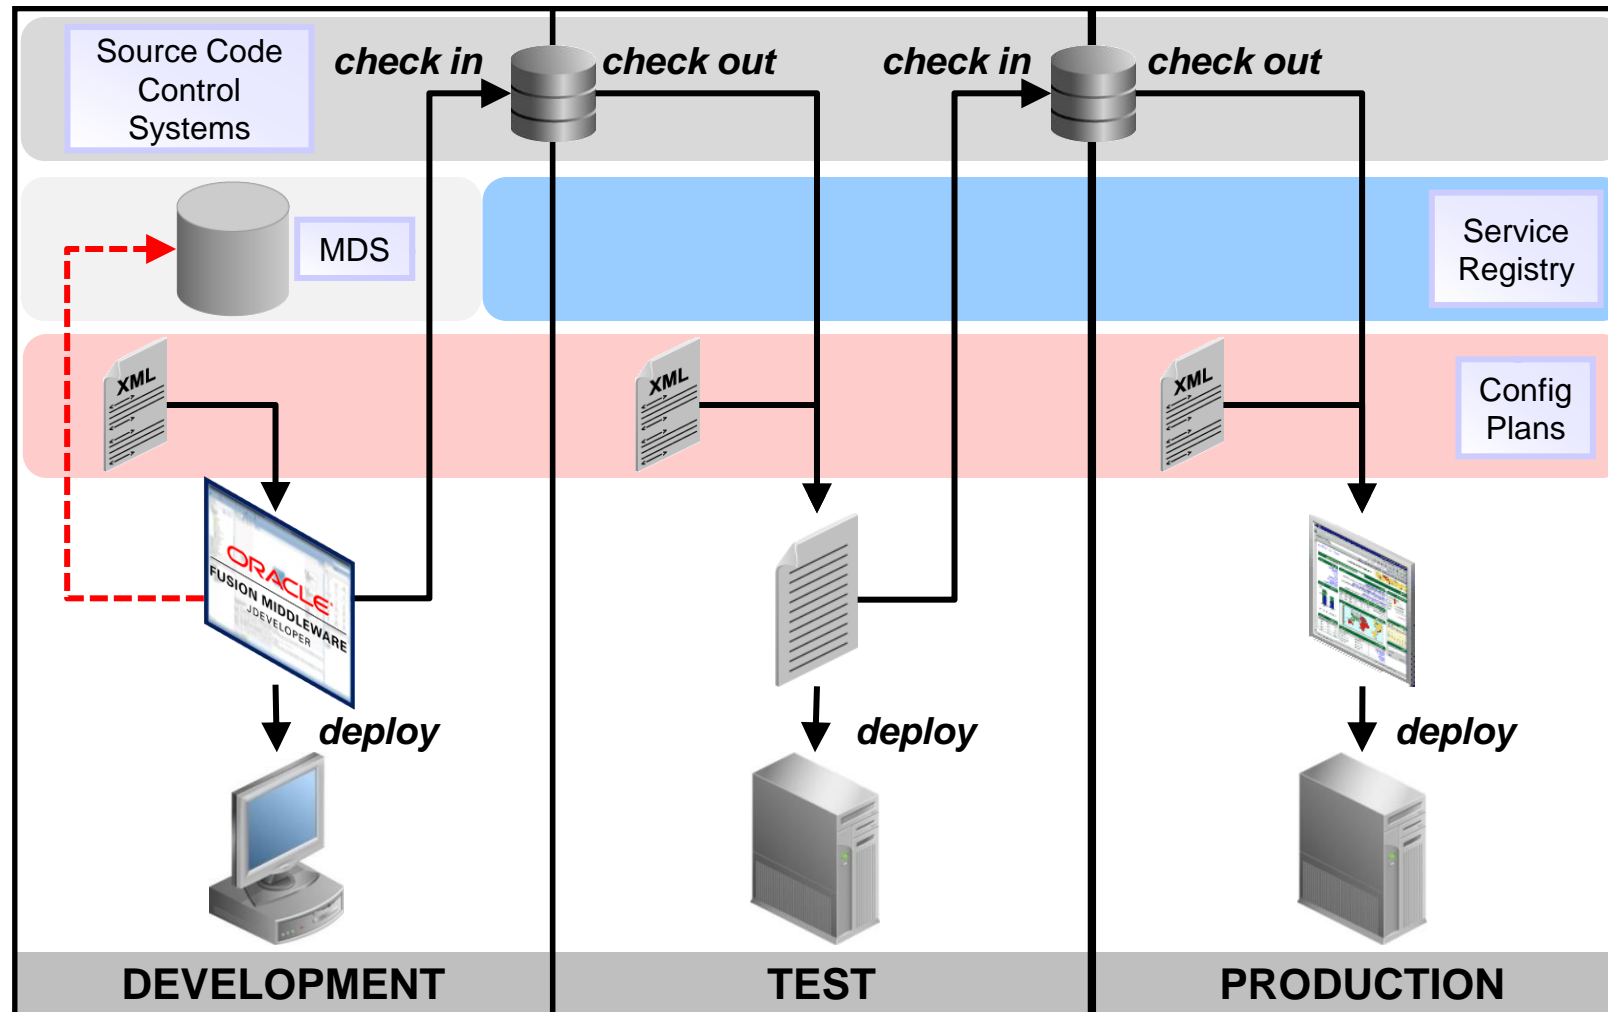 Source Code
Control
Systems
check in
check out
check in
check out
MDS
Service
Registry
XML
XML
XML
Config
Plans
ORACLE
FUSION MIDDLEWARE
JDEVELOPER
deploy
deploy
deploy
DEVELOPMENT
TEST
PRODUCTION